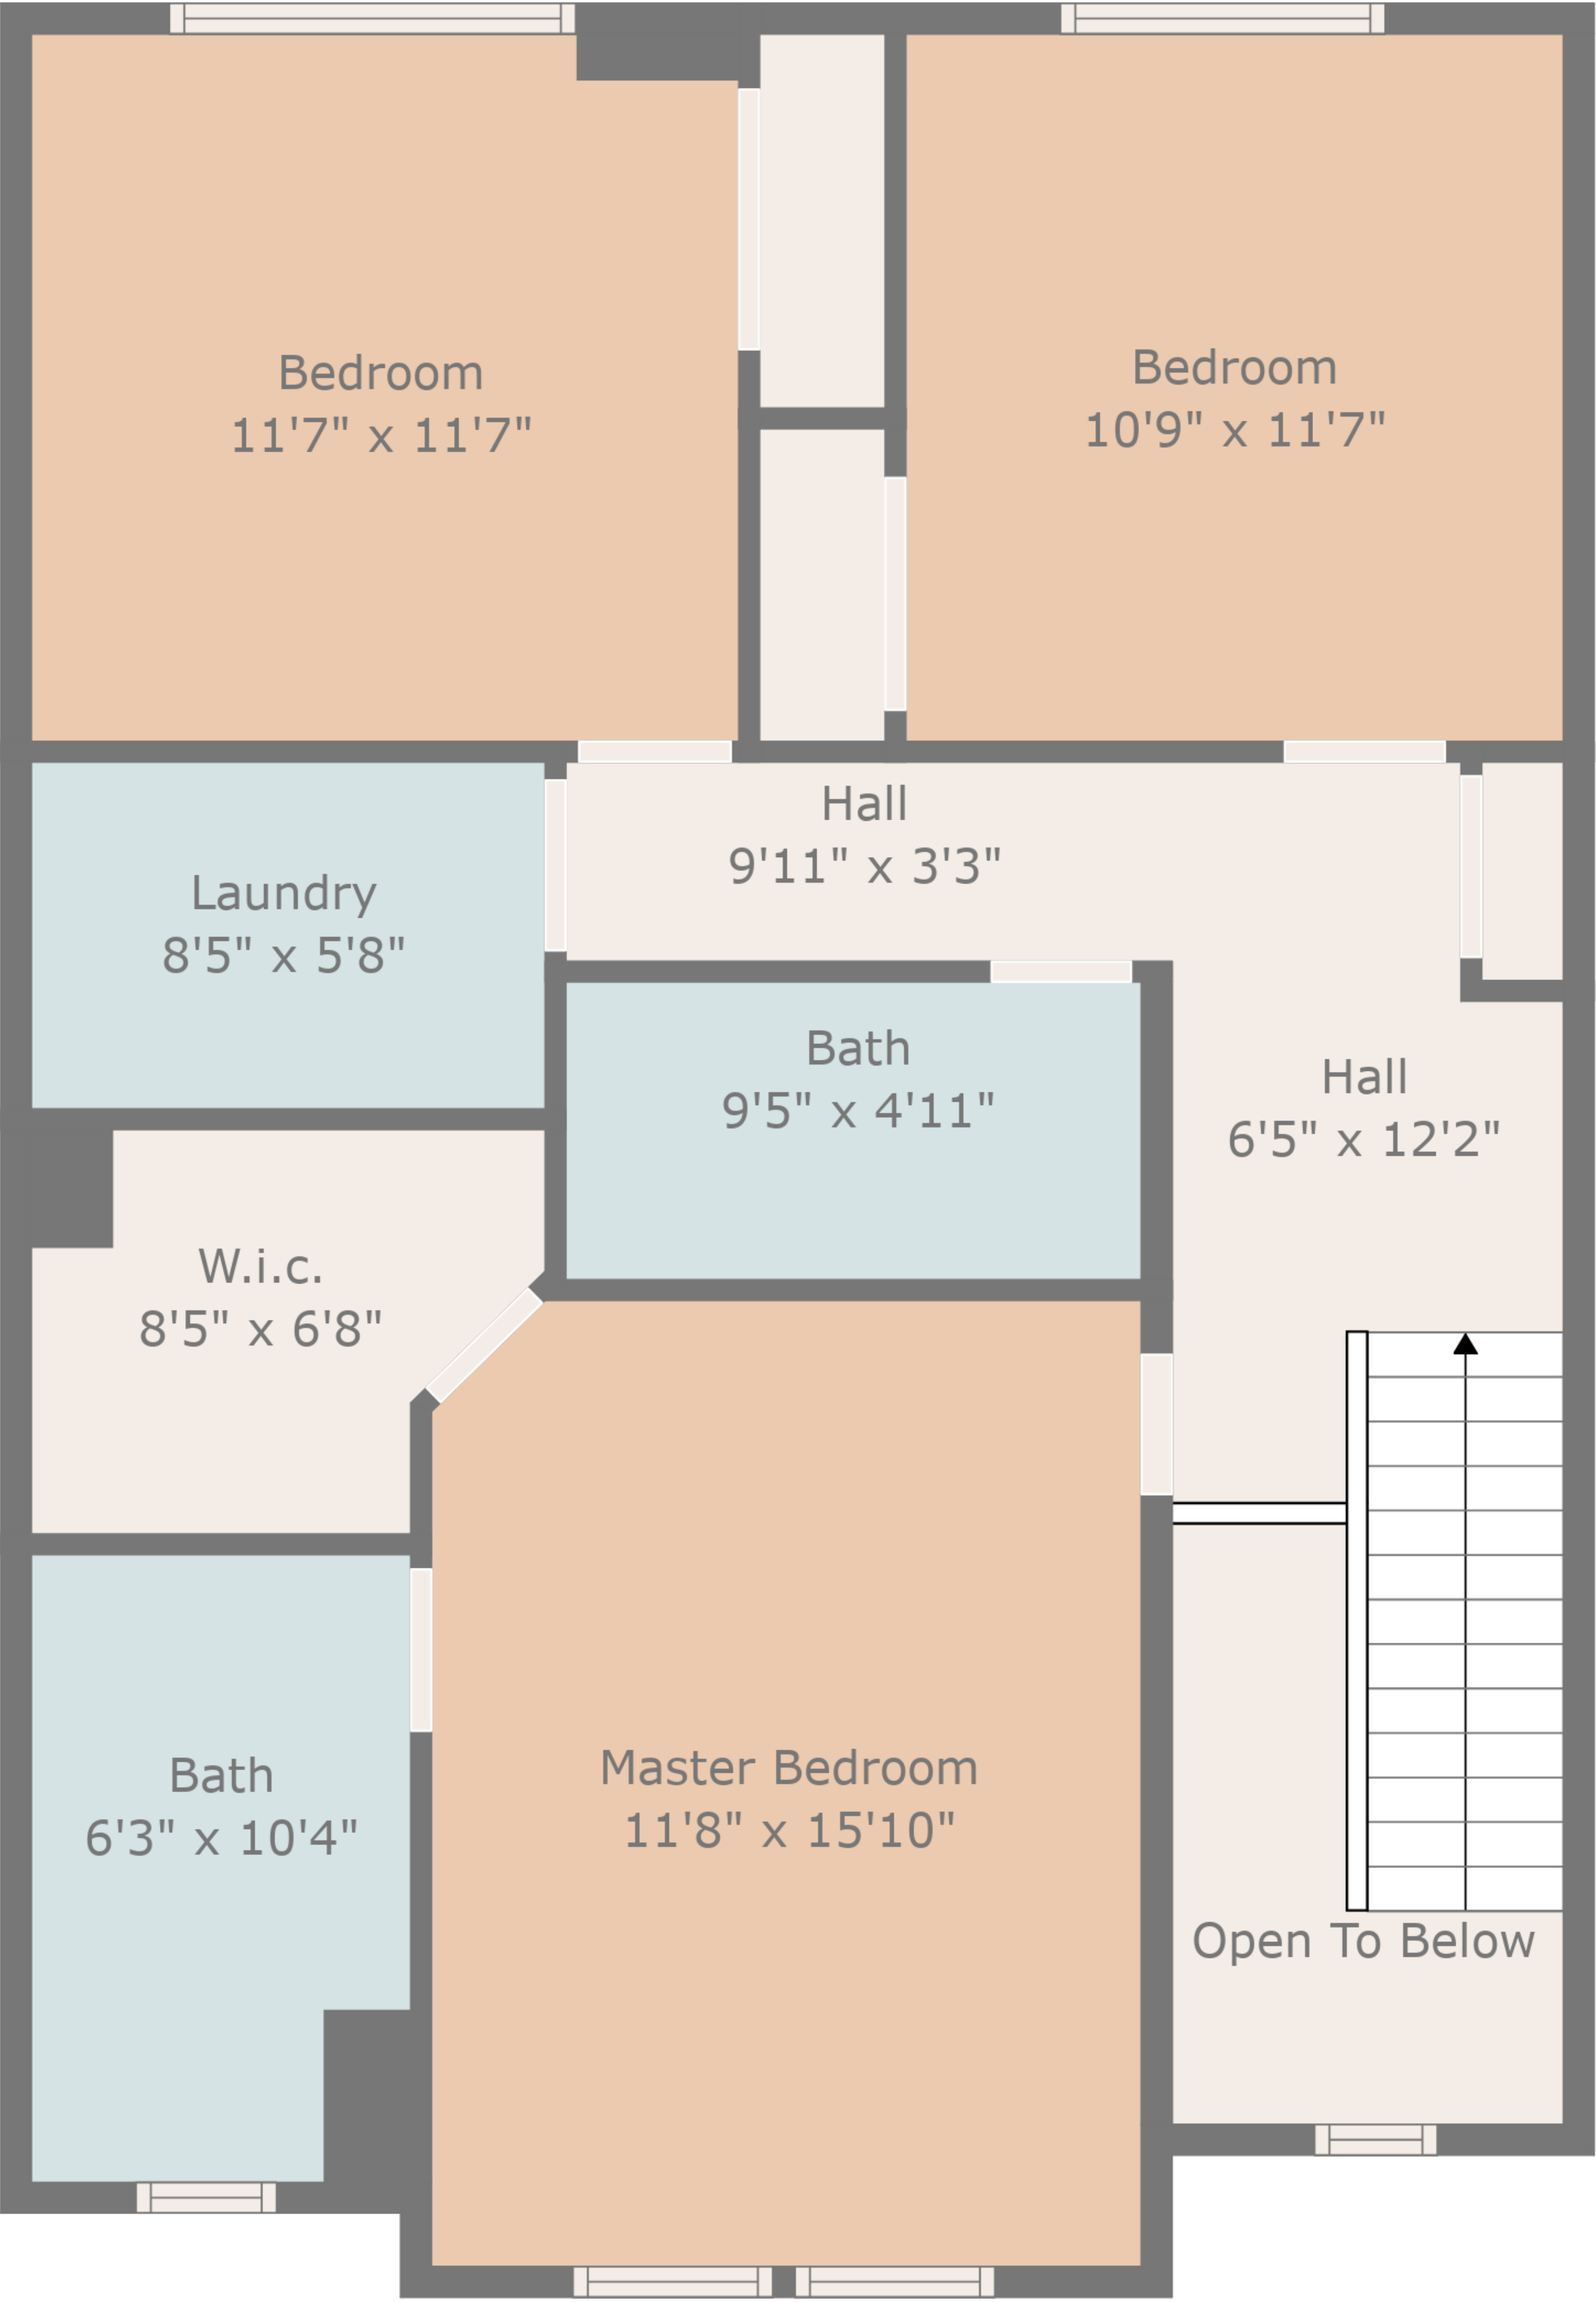 Bedroom
11'7" x 11'7"
Bedroom
10'9" x 11'7"
Hall
9'11" x 3'3"
Laundry
8'5" x 5'8"
Bath
9'5" x 4'11"
Hall
6'5" x 12'2"
W.i.c.
8'5" x 6'8"
Master Bedroom
11'8" x 15'10"
Bath
6'3" x 10'4"
Open To Below